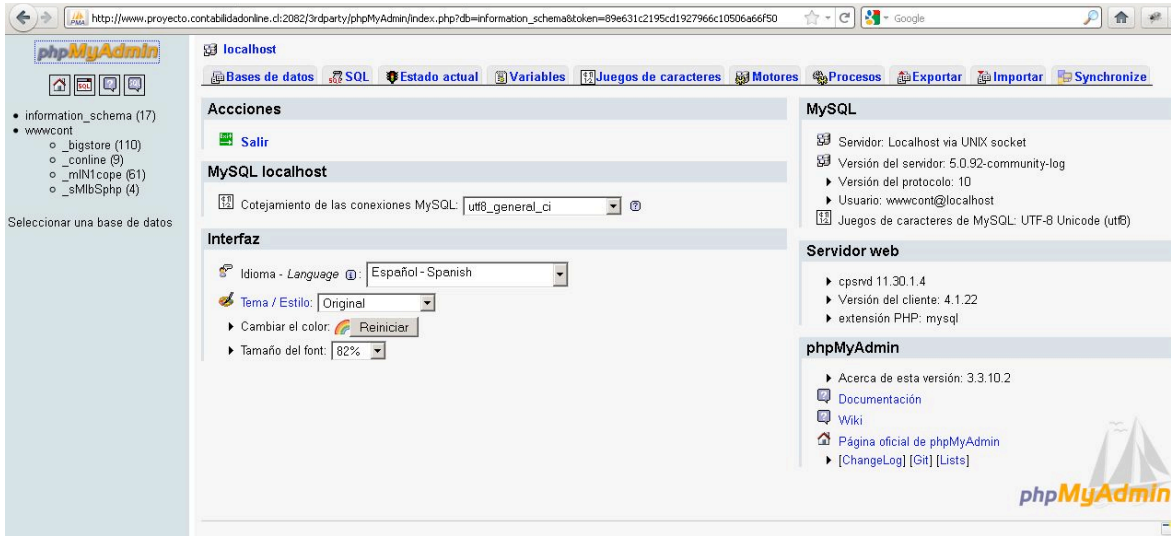 http://www.proyecto.contabilidadonline.cl:2082/3rdparty/phpMyAdmin/index.php?db=information_schema&token=89e631c2195cd1927966c10506a66f50
Google
phpMyAdmin
information_schema (17)
wwwcont
_bigstore (110)
_conline (9)
_mIN1cope (61)
_sMIbSphp (4)
Seleccionar una base de datos
localhost
Bases de datos SQL Estado actual Variables Juegos de caracteres Motores Procesos Exportar Importar Synchronize
Accciones
Salir
MySQL localhost
Cotejamiento de las conexiones MySQL: utf8_general_ci
Interfaz
Idioma - Language : Español - Spanish
Tema / Estilo: Original
Cambiar el color: Reiniciar
Tamaño del font: 82%
MySQL
Servidor: Localhost via UNIX socket
Versión del servidor: 5.0.92-community-log
Versión del protocolo: 10
Usuario: wwwcont@localhost
Juegos de caracteres de MySQL: UTF-8 Unicode (utf8)
Servidor web
cpsrvd 11.30.1.4
Versión del cliente: 4.1.22
extensión PHP: mysql
phpMyAdmin
Acerca de esta versión: 3.3.10.2
Documentación
Wiki
Página oficial de phpMyAdmin
[ChangeLog] [Git] [Lists]
phpMyAdmin